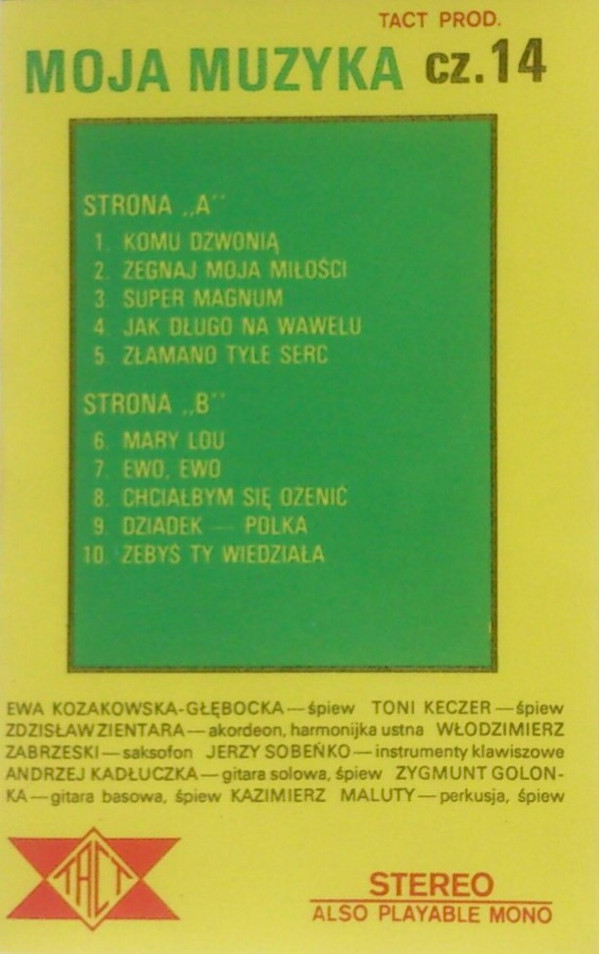 TACT PROD.
MOJA MUZYKA cz.14
STRONA „A”
1. KOMU DZWONIĄ
2. ŻEGNAJ MOJA MIŁOŚCI
3. SUPER MAGNUM
4. JAK DŁUGO NA WAWELU
5. ZŁAMANO TYLE SERC
STRONA „B”
6. MARY LOU
7. EWO, EWO
8. CHCIAŁBYM SIĘ OŻENIĆ
9. DZIADEK — POLKA
10. ŻEBYŚ TY WIEDZIAŁA
EWA KOZAKOWSKA-GŁĘBOCKA — śpiew TONI KECZER — śpiew
ZDZISŁAW ZIENTARA — akordeon, harmonijka ustna WŁODZIMIERZ
ZABRZESKI — saksofon JERZY SOBEŃKO — instrumenty klawiszowe
ANDRZEJ KADŁUCZKA — gitara solowa, śpiew ZYGMUNT GOLON-
KA — gitara basowa, śpiew KAZIMIERZ MALUTY — perkusja, śpiew
TACT
STEREO
ALSO PLAYABLE MONO